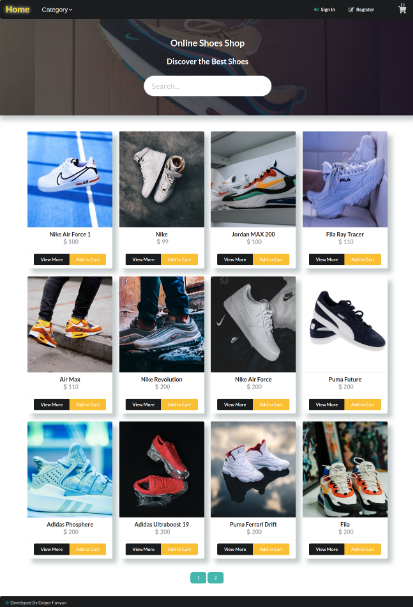 Home Category Sign In Register
Online Shoes Shop
Discover the Best Shoes
Search...
Nike Air Force 1 Nike Jordan MAX 200 Fila Ray Tracer
$ 100 $ 99 $ 100 $ 110
View More Add to Cart View More Add to Cart View More Add to Cart View More Add to Cart
Air Max Nike Revolution Nike Air Force Puma Future
$ 110 $ 200 $ 200 $ 200
View More Add to Cart View More Add to Cart View More Add to Cart View More Add to Cart
Adidas Phosphere Adidas Ultraboost 19 Puma Ferrari Drift Fila
$ 200 $ 200 $ 200 $ 200
View More Add to Cart View More Add to Cart View More Add to Cart View More Add to Cart
1 2
Developed By